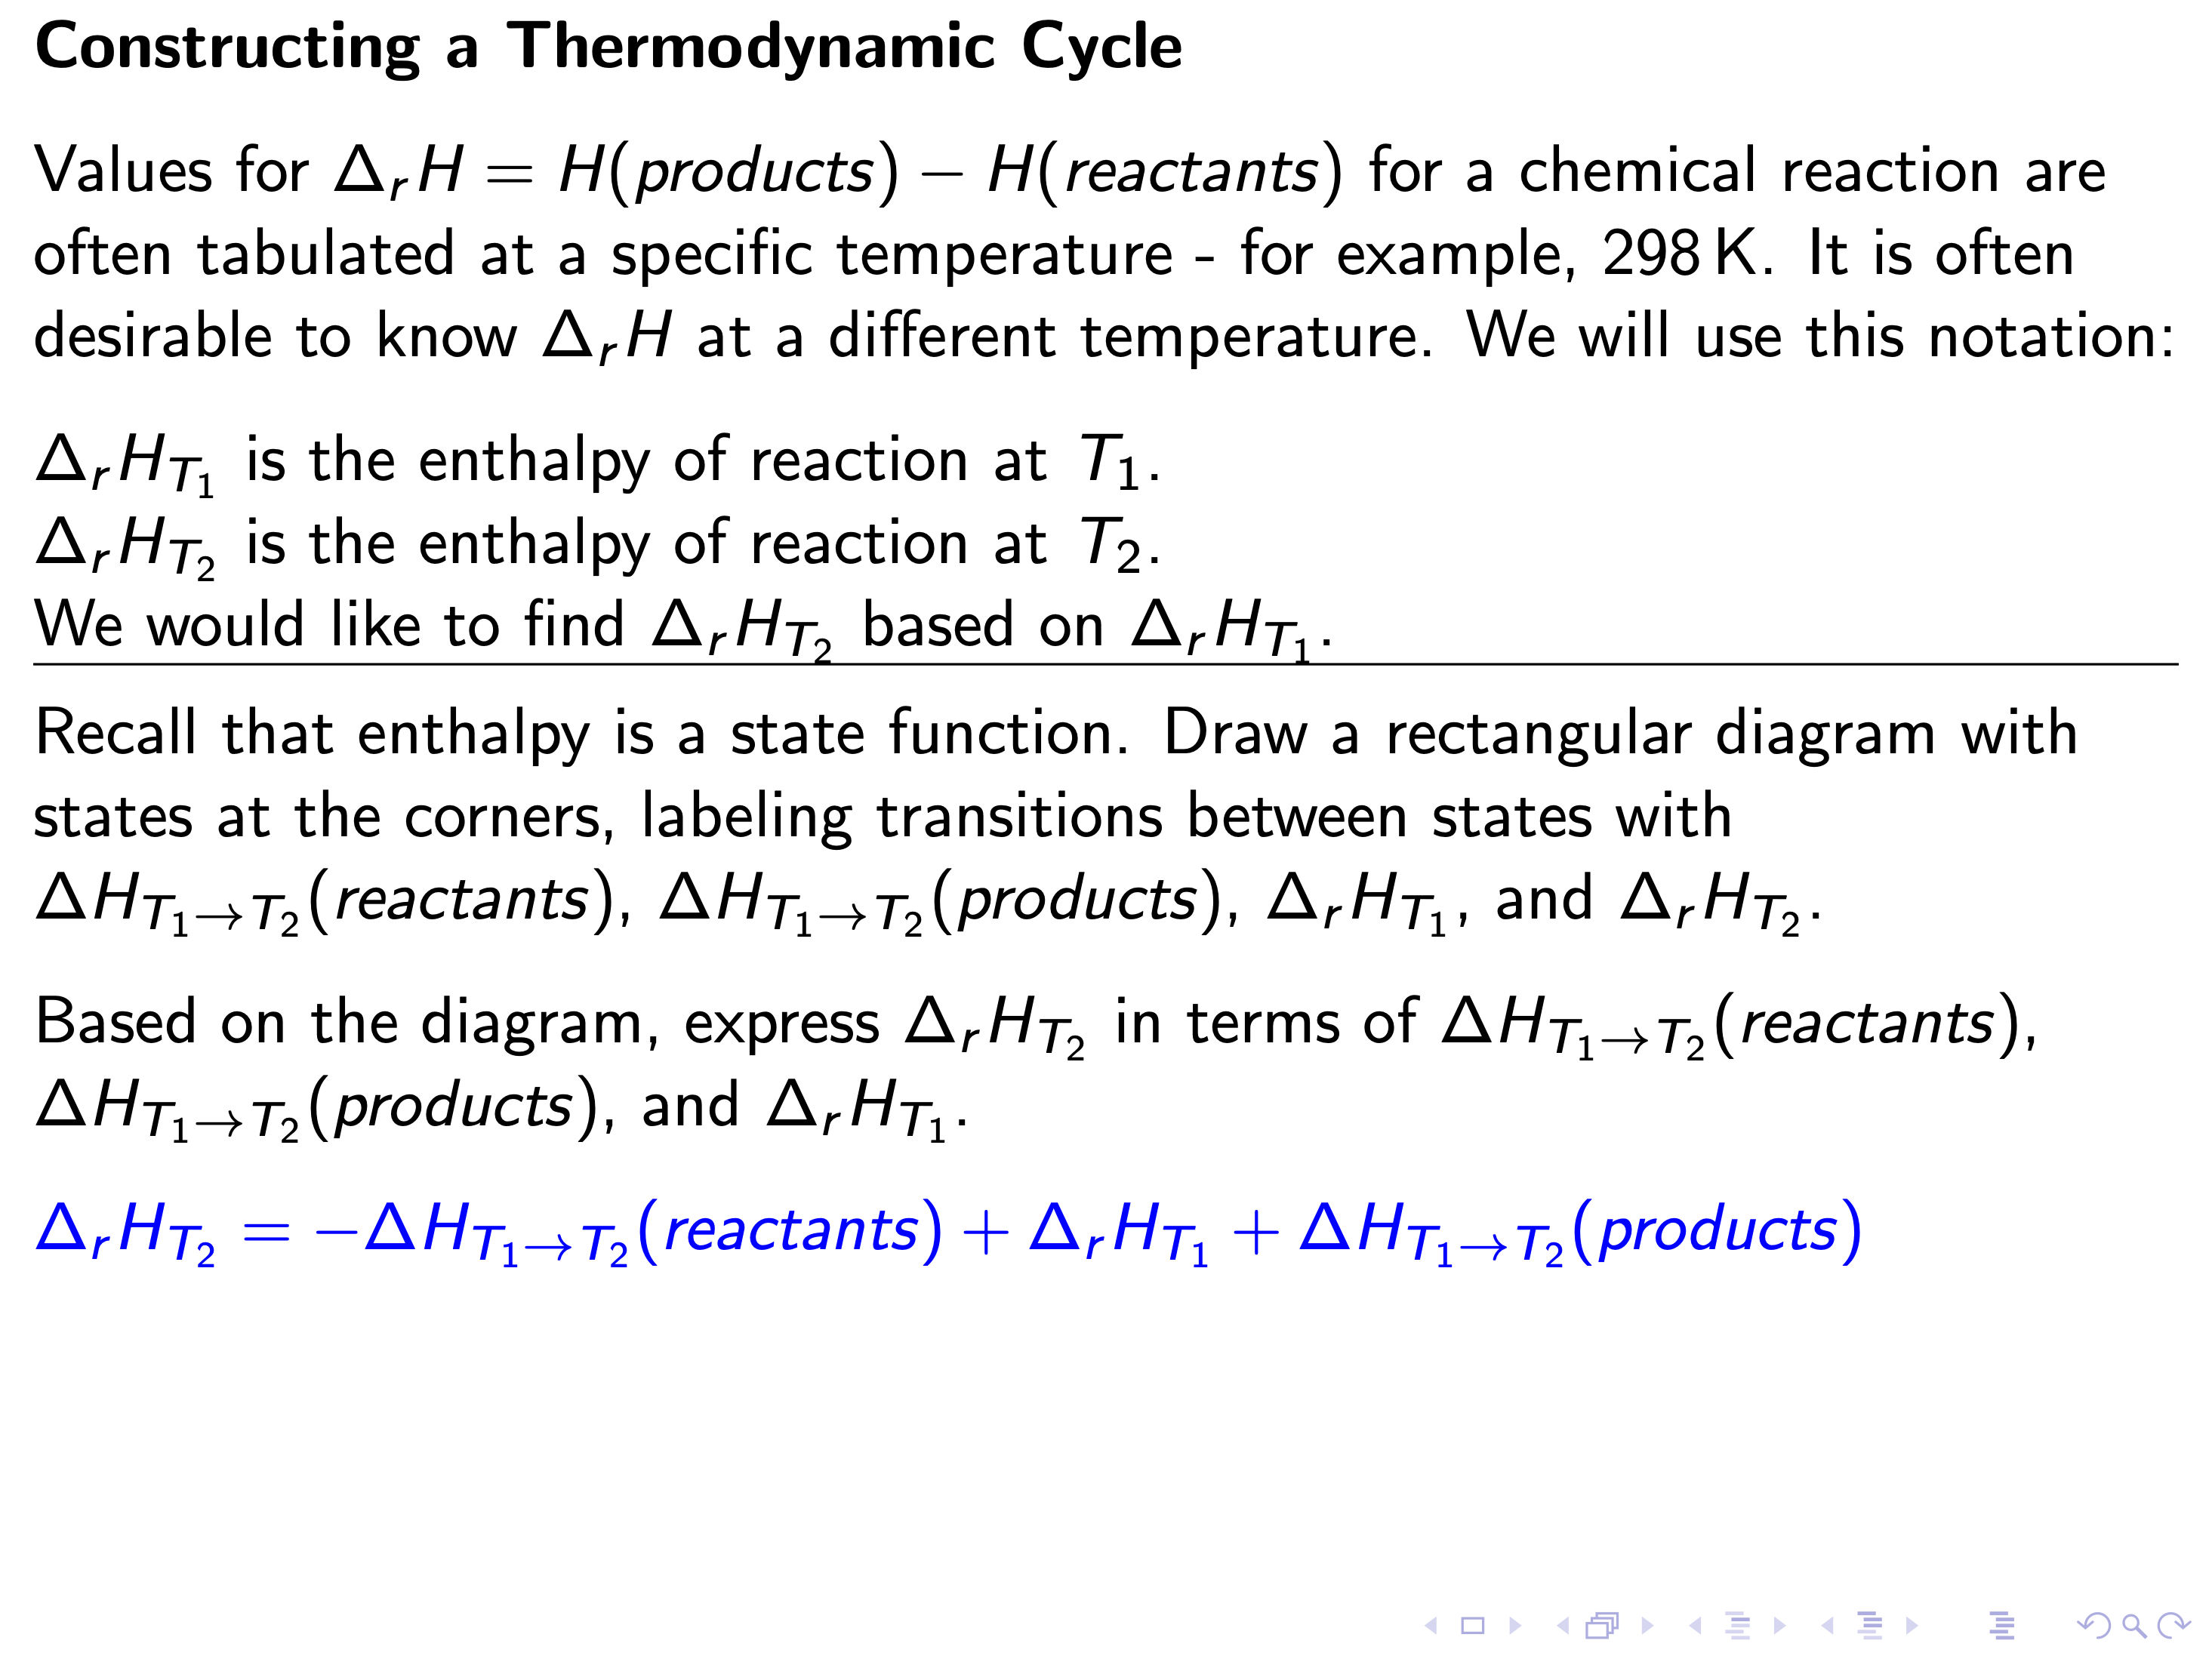 Constructing a Thermodynamic Cycle
Values for Δ_rH = H(products) − H(reactants) for a chemical reaction are
often tabulated at a specific temperature - for example, 298 K. It is often
desirable to know Δ_rH at a different temperature. We will use this notation:
Δ_rH_{T_1} is the enthalpy of reaction at T_1.
Δ_rH_{T_2} is the enthalpy of reaction at T_2.
We would like to find Δ_rH_{T_2} based on Δ_rH_{T_1}.
Recall that enthalpy is a state function. Draw a rectangular diagram with
states at the corners, labeling transitions between states with
ΔH_{T_1→T_2}(reactants), ΔH_{T_1→T_2}(products), Δ_rH_{T_1}, and Δ_rH_{T_2}.
Based on the diagram, express Δ_rH_{T_2} in terms of ΔH_{T_1→T_2}(reactants),
ΔH_{T_1→T_2}(products), and Δ_rH_{T_1}.
Δ_rH_{T_2} = −ΔH_{T_1→T_2}(reactants) + Δ_rH_{T_1} + ΔH_{T_1→T_2}(products)